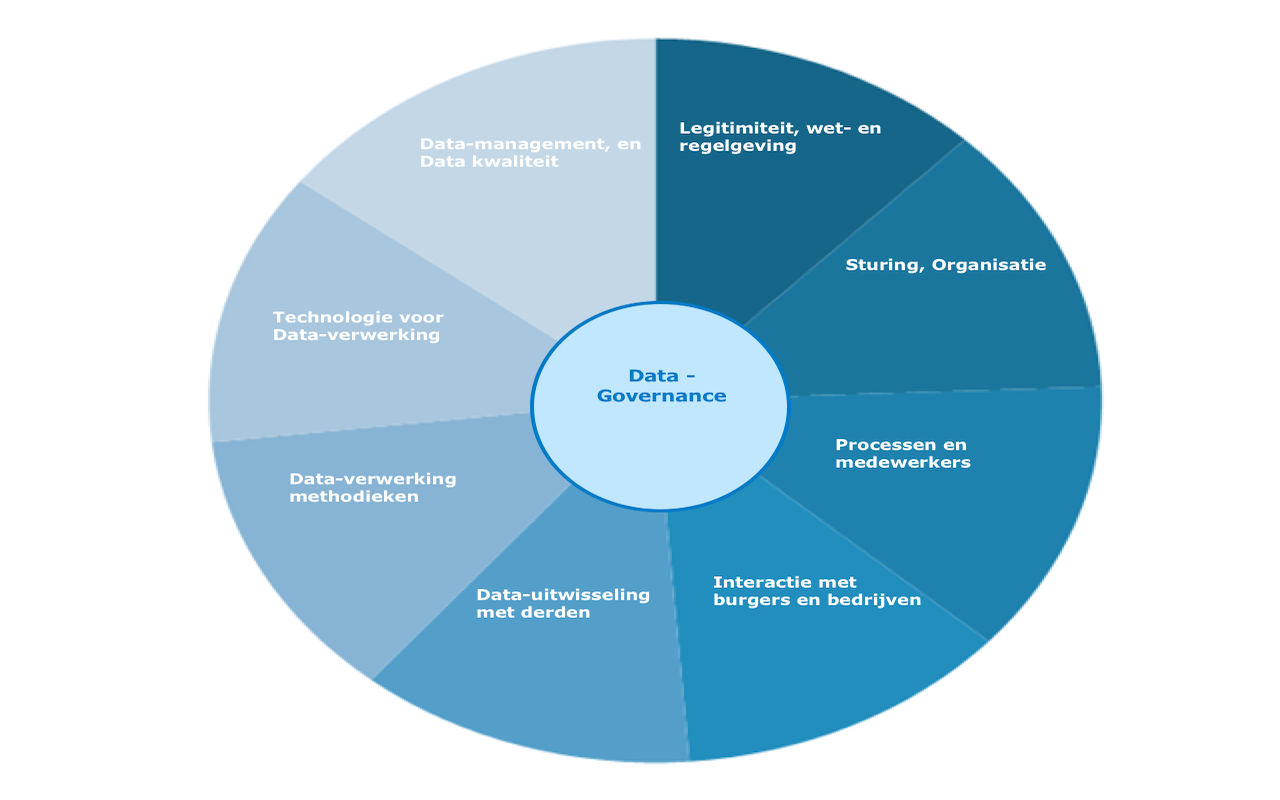 Legitimiteit, wet- en
regelgeving
Sturing, Organisatie
Processen en
medewerkers
Interactie met
burgers en bedrijven
Data-uitwisseling
met derden
Data-verwerking
methodieken
Technologie voor
Data-verwerking
Data-management, en
Data kwaliteit
Data -
Governance